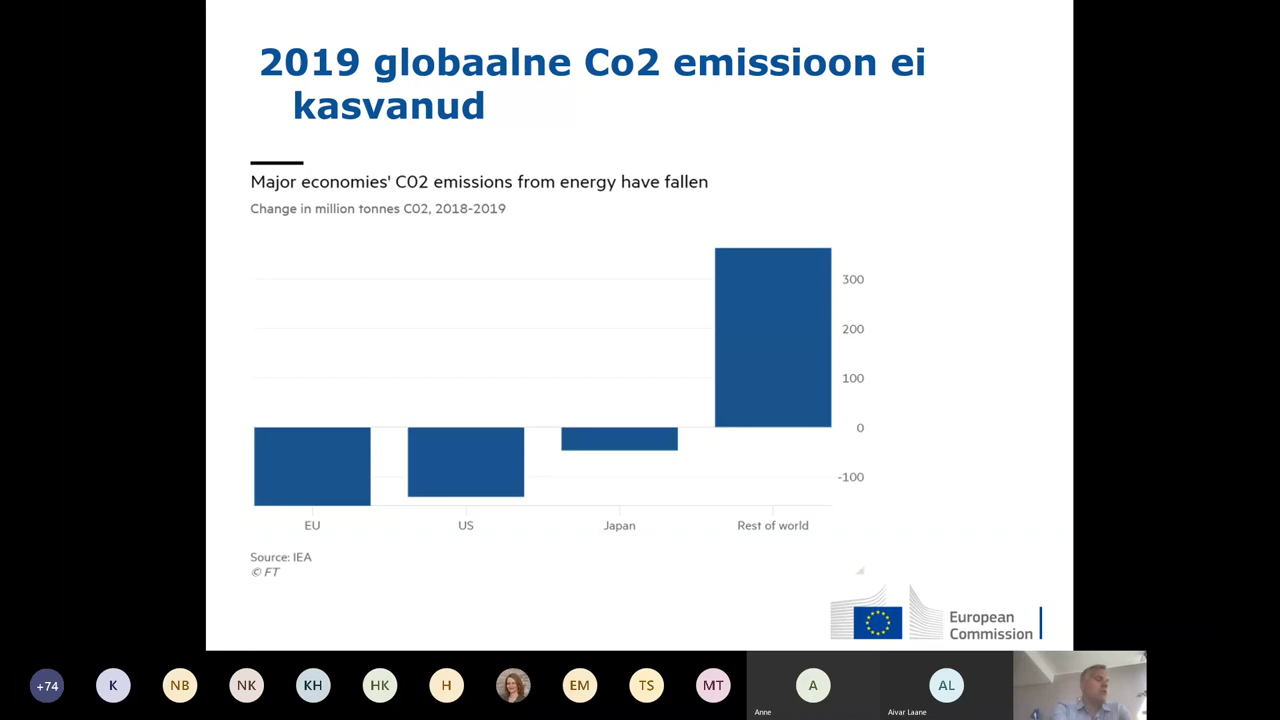 2019 globaalne Co2 emissioon ei
kasvanud
Major economies' C02 emissions from energy have fallen
Change in million tonnes C02, 2018-2019
300
200
100
0
-100
EU
US
Japan
Rest of world
Source: IEA
© FT
European
Commission
+74
K
NB
NK
KH
HK
H
EM
TS
MT
A
AL
Anne
Aivar Laane